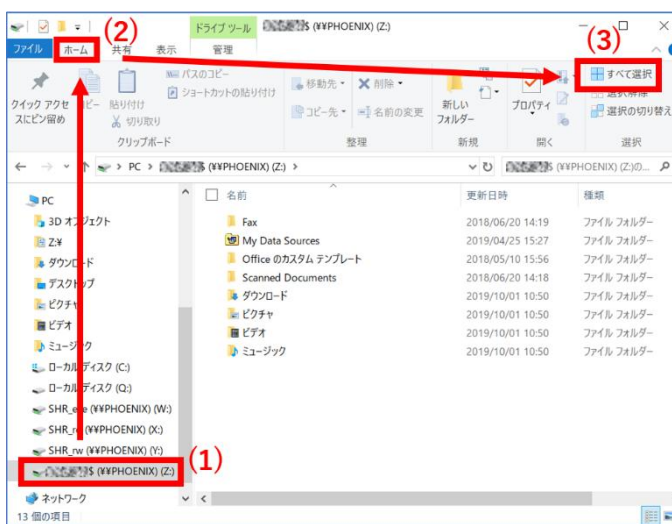 (2)
ドライブ ツール
$ (¥¥PHOENIX) (Z:)
(3)
ファイル ホーム 共有 表示 管理
クイック アクセスにピン留め
コピー
貼り付け
切り取り
パスのコピー
ショートカットの貼り付け
移動先
コピー先
削除
名前の変更
新しいフォルダー
プロパティ
すべて選択
選択解除
選択の切り替え
クリップボード 整理 新規 開く 選択
PC
$ (¥¥PHOENIX) (Z:)
$ (¥¥PHOENIX) (Z:)の...
名前 更新日時 種類
Fax 2018/06/20 14:19 ファイル フォルダー
My Data Sources 2019/04/25 15:27 ファイル フォルダー
Office のカスタム テンプレート 2018/05/10 15:56 ファイル フォルダー
Scanned Documents 2018/06/20 14:18 ファイル フォルダー
ダウンロード 2019/10/01 10:50 ファイル フォルダー
ピクチャ 2019/10/01 10:50 ファイル フォルダー
ビデオ 2019/10/01 10:50 ファイル フォルダー
ミュージック 2019/10/01 10:50 ファイル フォルダー
PC
3D オブジェクト
Z:¥
ダウンロード
デスクトップ
ピクチャ
ビデオ
ミュージック
ローカル ディスク (C:)
ローカル ディスク (Q:)
(¥¥PHOENIX) (W:)
(¥¥PHOENIX) (X:)
SHR_rw (¥¥PHOENIX) (Y:)
$ (¥¥PHOENIX) (Z:)
(1)
ネットワーク
13 個の項目